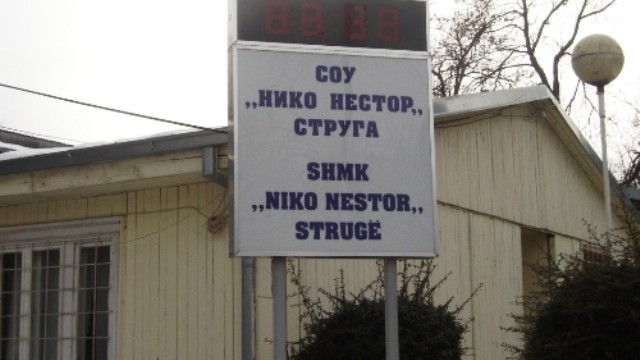 СОУ
„НИКО НЕСТОР„
СТРУГА
SHMK
„NIKO NESTOR„
STRUGË